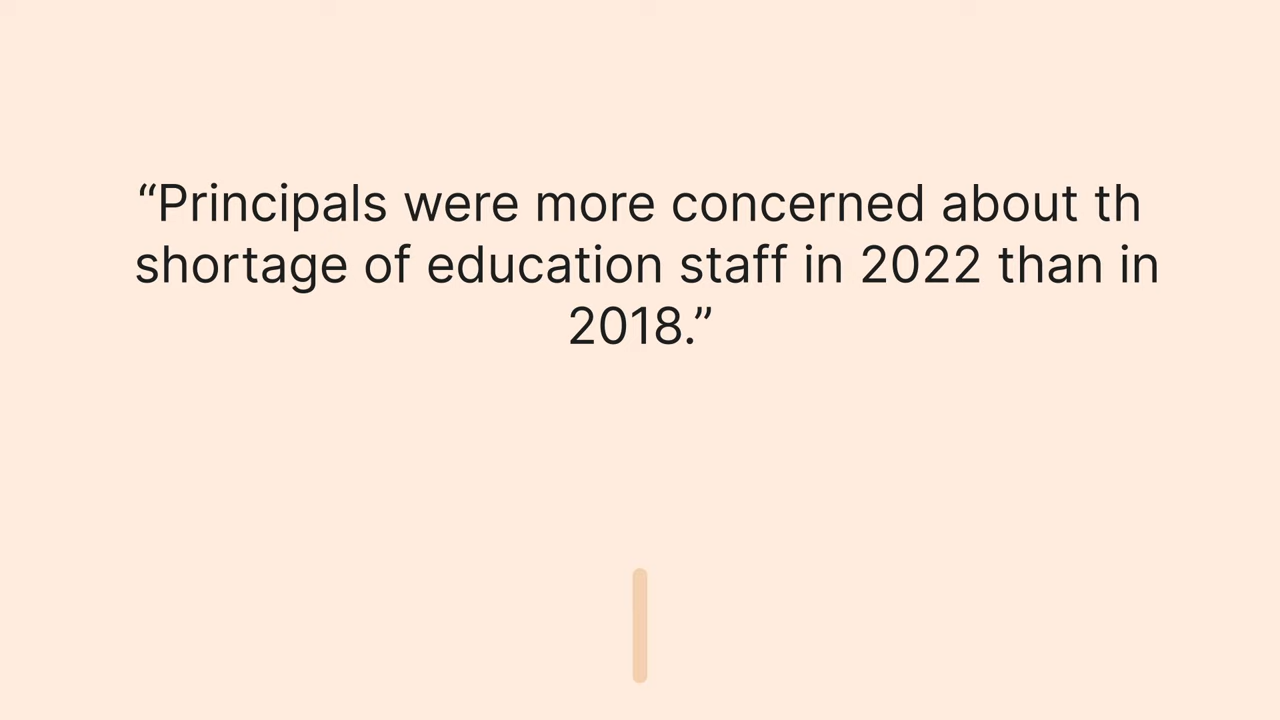 “Principals were more concerned about th
shortage of education staff in 2022 than in
2018.”